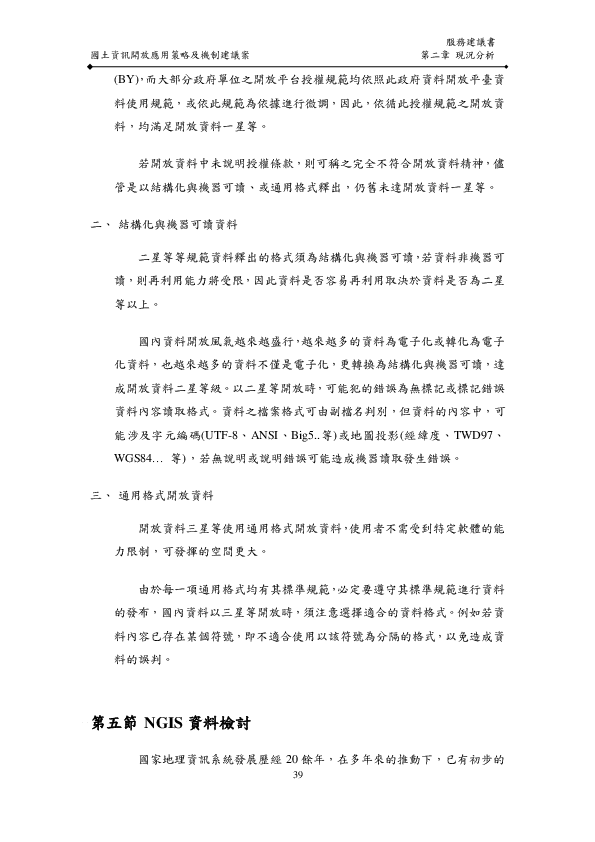 服務建議書
國土資訊開放應用策略及機制建議案 第二章 現況分析
(BY)，而大部分政府單位之開放平台授權規範均依照此政府資料開放平臺資
料使用規範，或依此規範為依據進行微調，因此，依循此授權規範之開放資
料，均滿足開放資料一星等。
若開放資料中未說明授權條款，則可稱之完全不符合開放資料精神，儘
管是以結構化與機器可讀、或通用格式釋出，仍舊未達開放資料一星等。
二、 結構化與機器可讀資料
二星等等規範資料釋出的格式須為結構化與機器可讀，若資料非機器可
讀，則再利用能力將受限，因此資料是否容易再利用取決於資料是否為二星
等以上。
國內資料開放風氣越來越盛行，越來越多的資料為電子化或轉化為電子
化資料，也越來越多的資料不僅是電子化，更轉換為結構化與機器可讀，達
成開放資料二星等級。以二星等開放時，可能犯的錯誤為無標記或標記錯誤
資料內容讀取格式。資料之檔案格式可由副檔名判別，但資料的內容中，可
能涉及字元編碼(UTF-8、ANSI、Big5..等)或地圖投影(經緯度、TWD97、
WGS84… 等)，若無說明或說明錯誤可能造成機器讀取發生錯誤。
三、 通用格式開放資料
開放資料三星等使用通用格式開放資料，使用者不需受到特定軟體的能
力限制，可發揮的空間更大。
由於每一項通用格式均有其標準規範，必定要遵守其標準規範進行資料
的發布，國內資料以三星等開放時，須注意選擇適合的資料格式。例如若資
料內容已存在某個符號，即不適合使用以該符號為分隔的格式，以免造成資
料的誤判。
第五節 NGIS 資料檢討
國家地理資訊系統發展歷經 20 餘年，在多年來的推動下，已有初步的
39